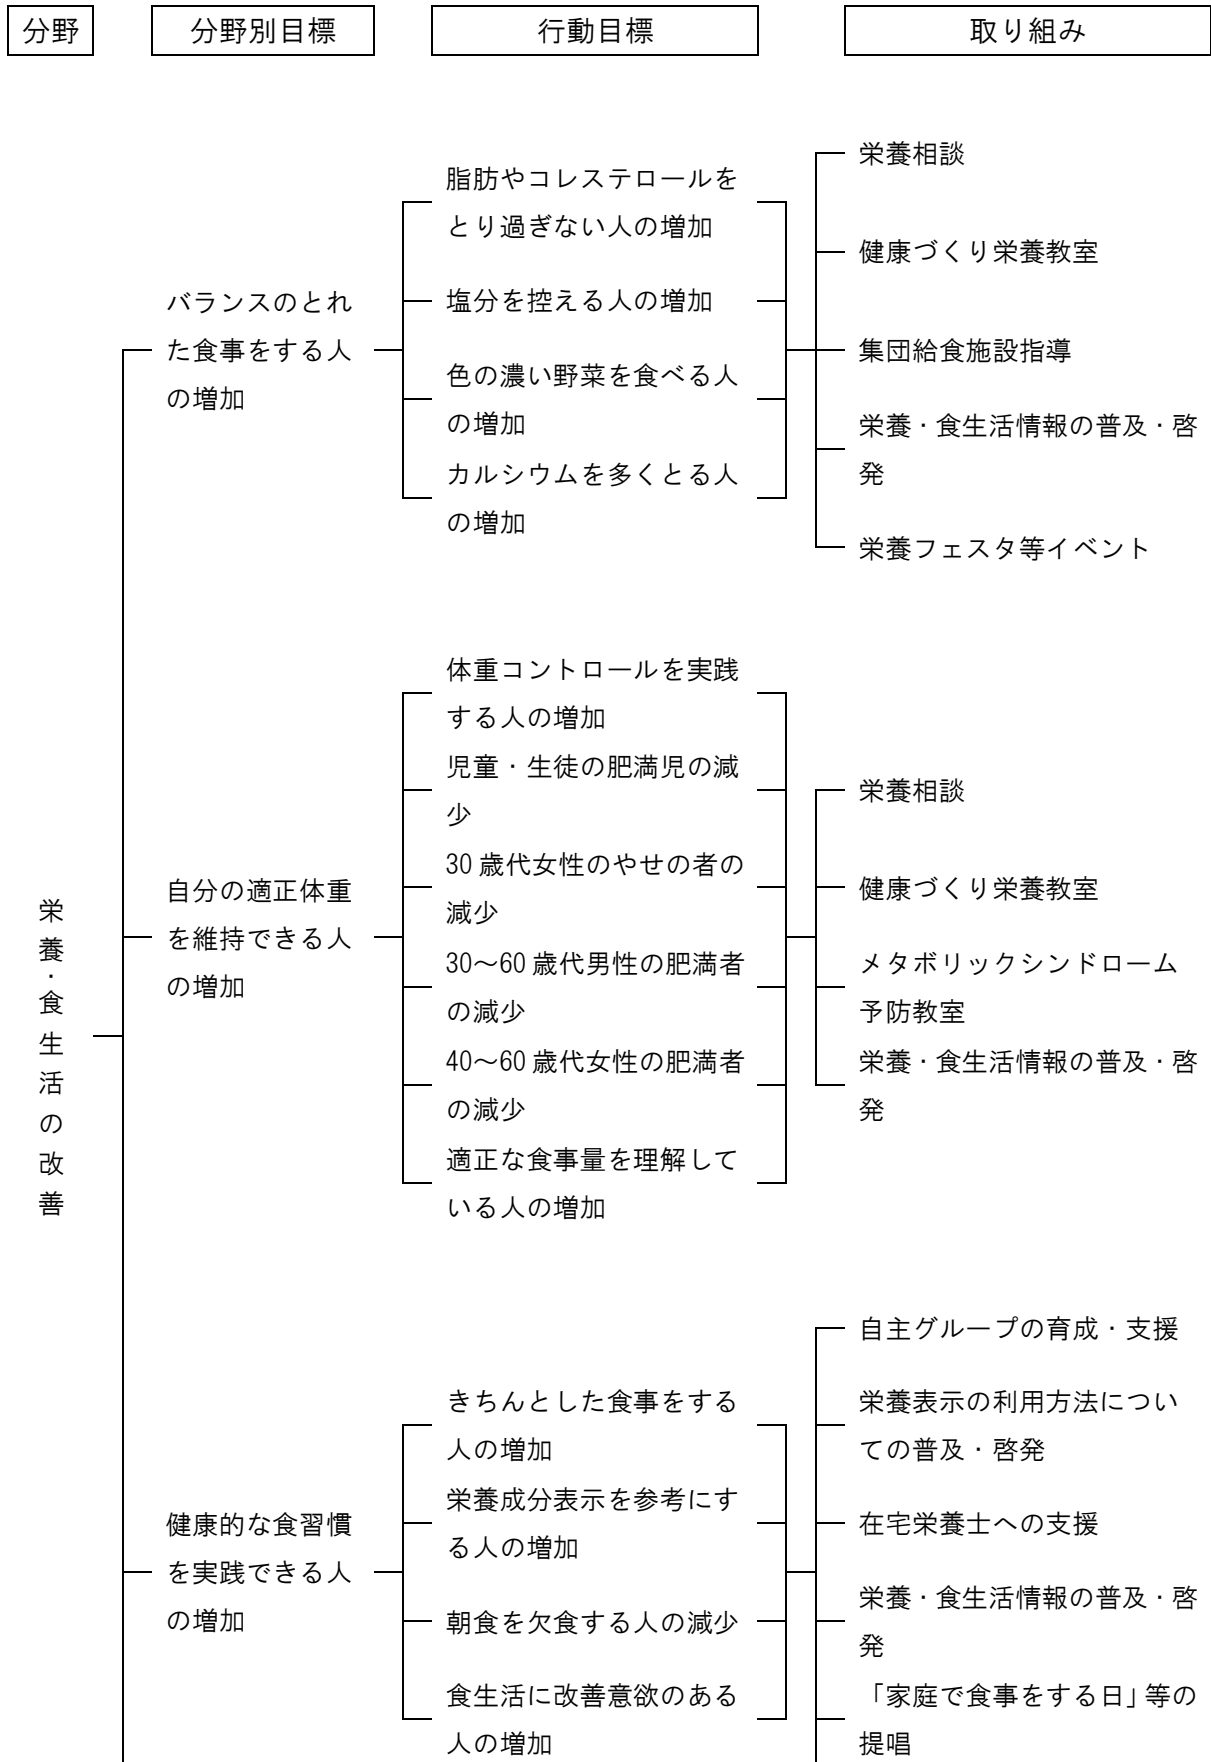 分野
分野別目標
行動目標
取り組み
栄養・食生活の改善
バランスのとれ
た食事をする人
の増加
脂肪やコレステロールを
とり過ぎない人の増加
塩分を控える人の増加
色の濃い野菜を食べる人
の増加
カルシウムを多くとる人
の増加
栄養相談
健康づくり栄養教室
集団給食施設指導
栄養・食生活情報の普及・啓
発
栄養フェスタ等イベント
自分の適正体重
を維持できる人
の増加
体重コントロールを実践
する人の増加
児童・生徒の肥満児の減
少
30歳代女性のやせの者の
減少
30～60歳代男性の肥満者
の減少
40～60歳代女性の肥満者
の減少
適正な食事量を理解して
いる人の増加
栄養相談
健康づくり栄養教室
メタボリックシンドローム
予防教室
栄養・食生活情報の普及・啓
発
健康的な食習慣
を実践できる人
の増加
きちんとした食事をする
人の増加
栄養成分表示を参考にす
る人の増加
朝食を欠食する人の減少
食生活に改善意欲のある
人の増加
自主グループの育成・支援
栄養表示の利用方法につい
ての普及・啓発
在宅栄養士への支援
栄養・食生活情報の普及・啓
発
「家庭で食事をする日」等の
提唱